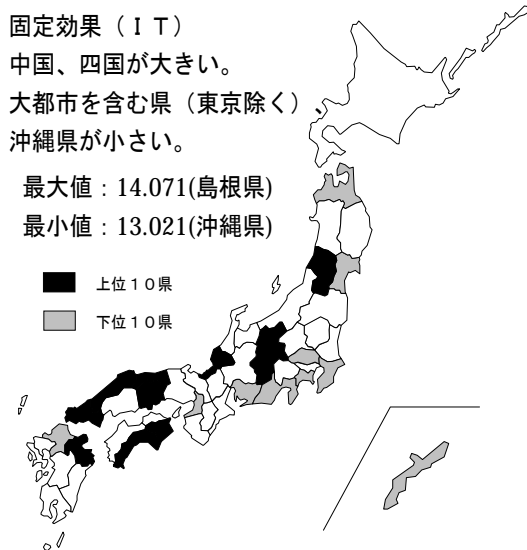 固定効果（ＩＴ）
中国、四国が大きい。
大都市を含む県（東京除く）、
沖縄県が小さい。
最大値：14.071(島根県)
最小値：13.021(沖縄県)
上位１０県
下位１０県